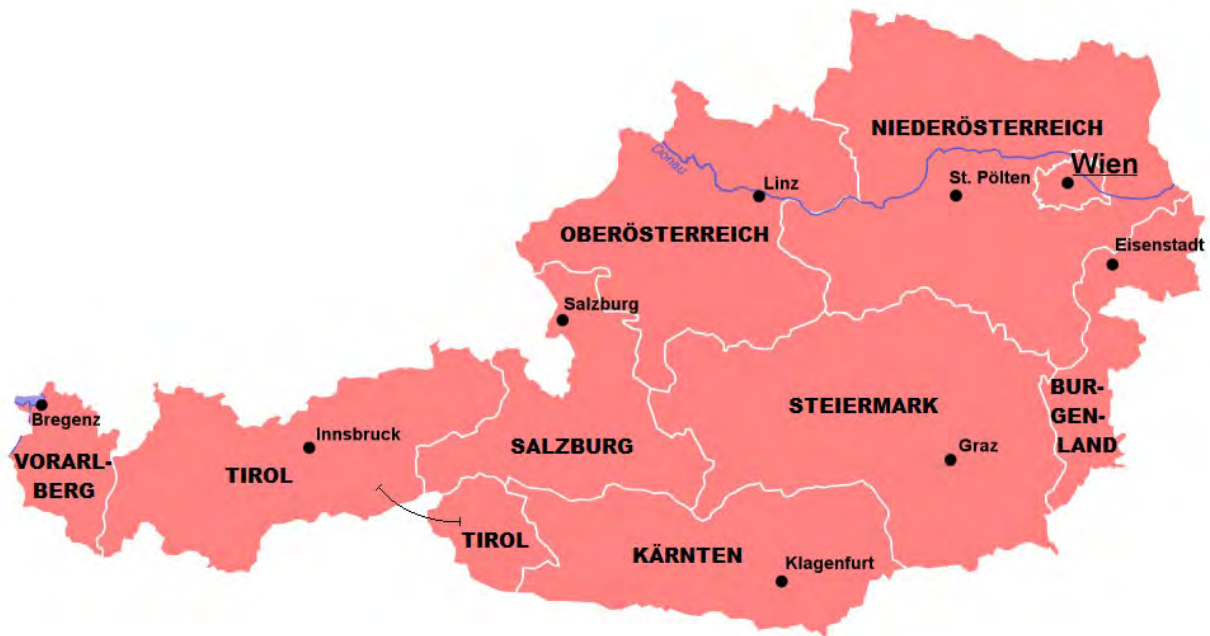 NIEDERÖSTERREICH
Donau
Wien
Linz
St. Pölten
OBERÖSTERREICH
Eisenstadt
Salzburg
BUR-
GEN-
LAND
STEIERMARK
Bregenz
Innsbruck
SALZBURG
Graz
VORARL-
BERG
TIROL
TIROL
KÄRNTEN
Klagenfurt